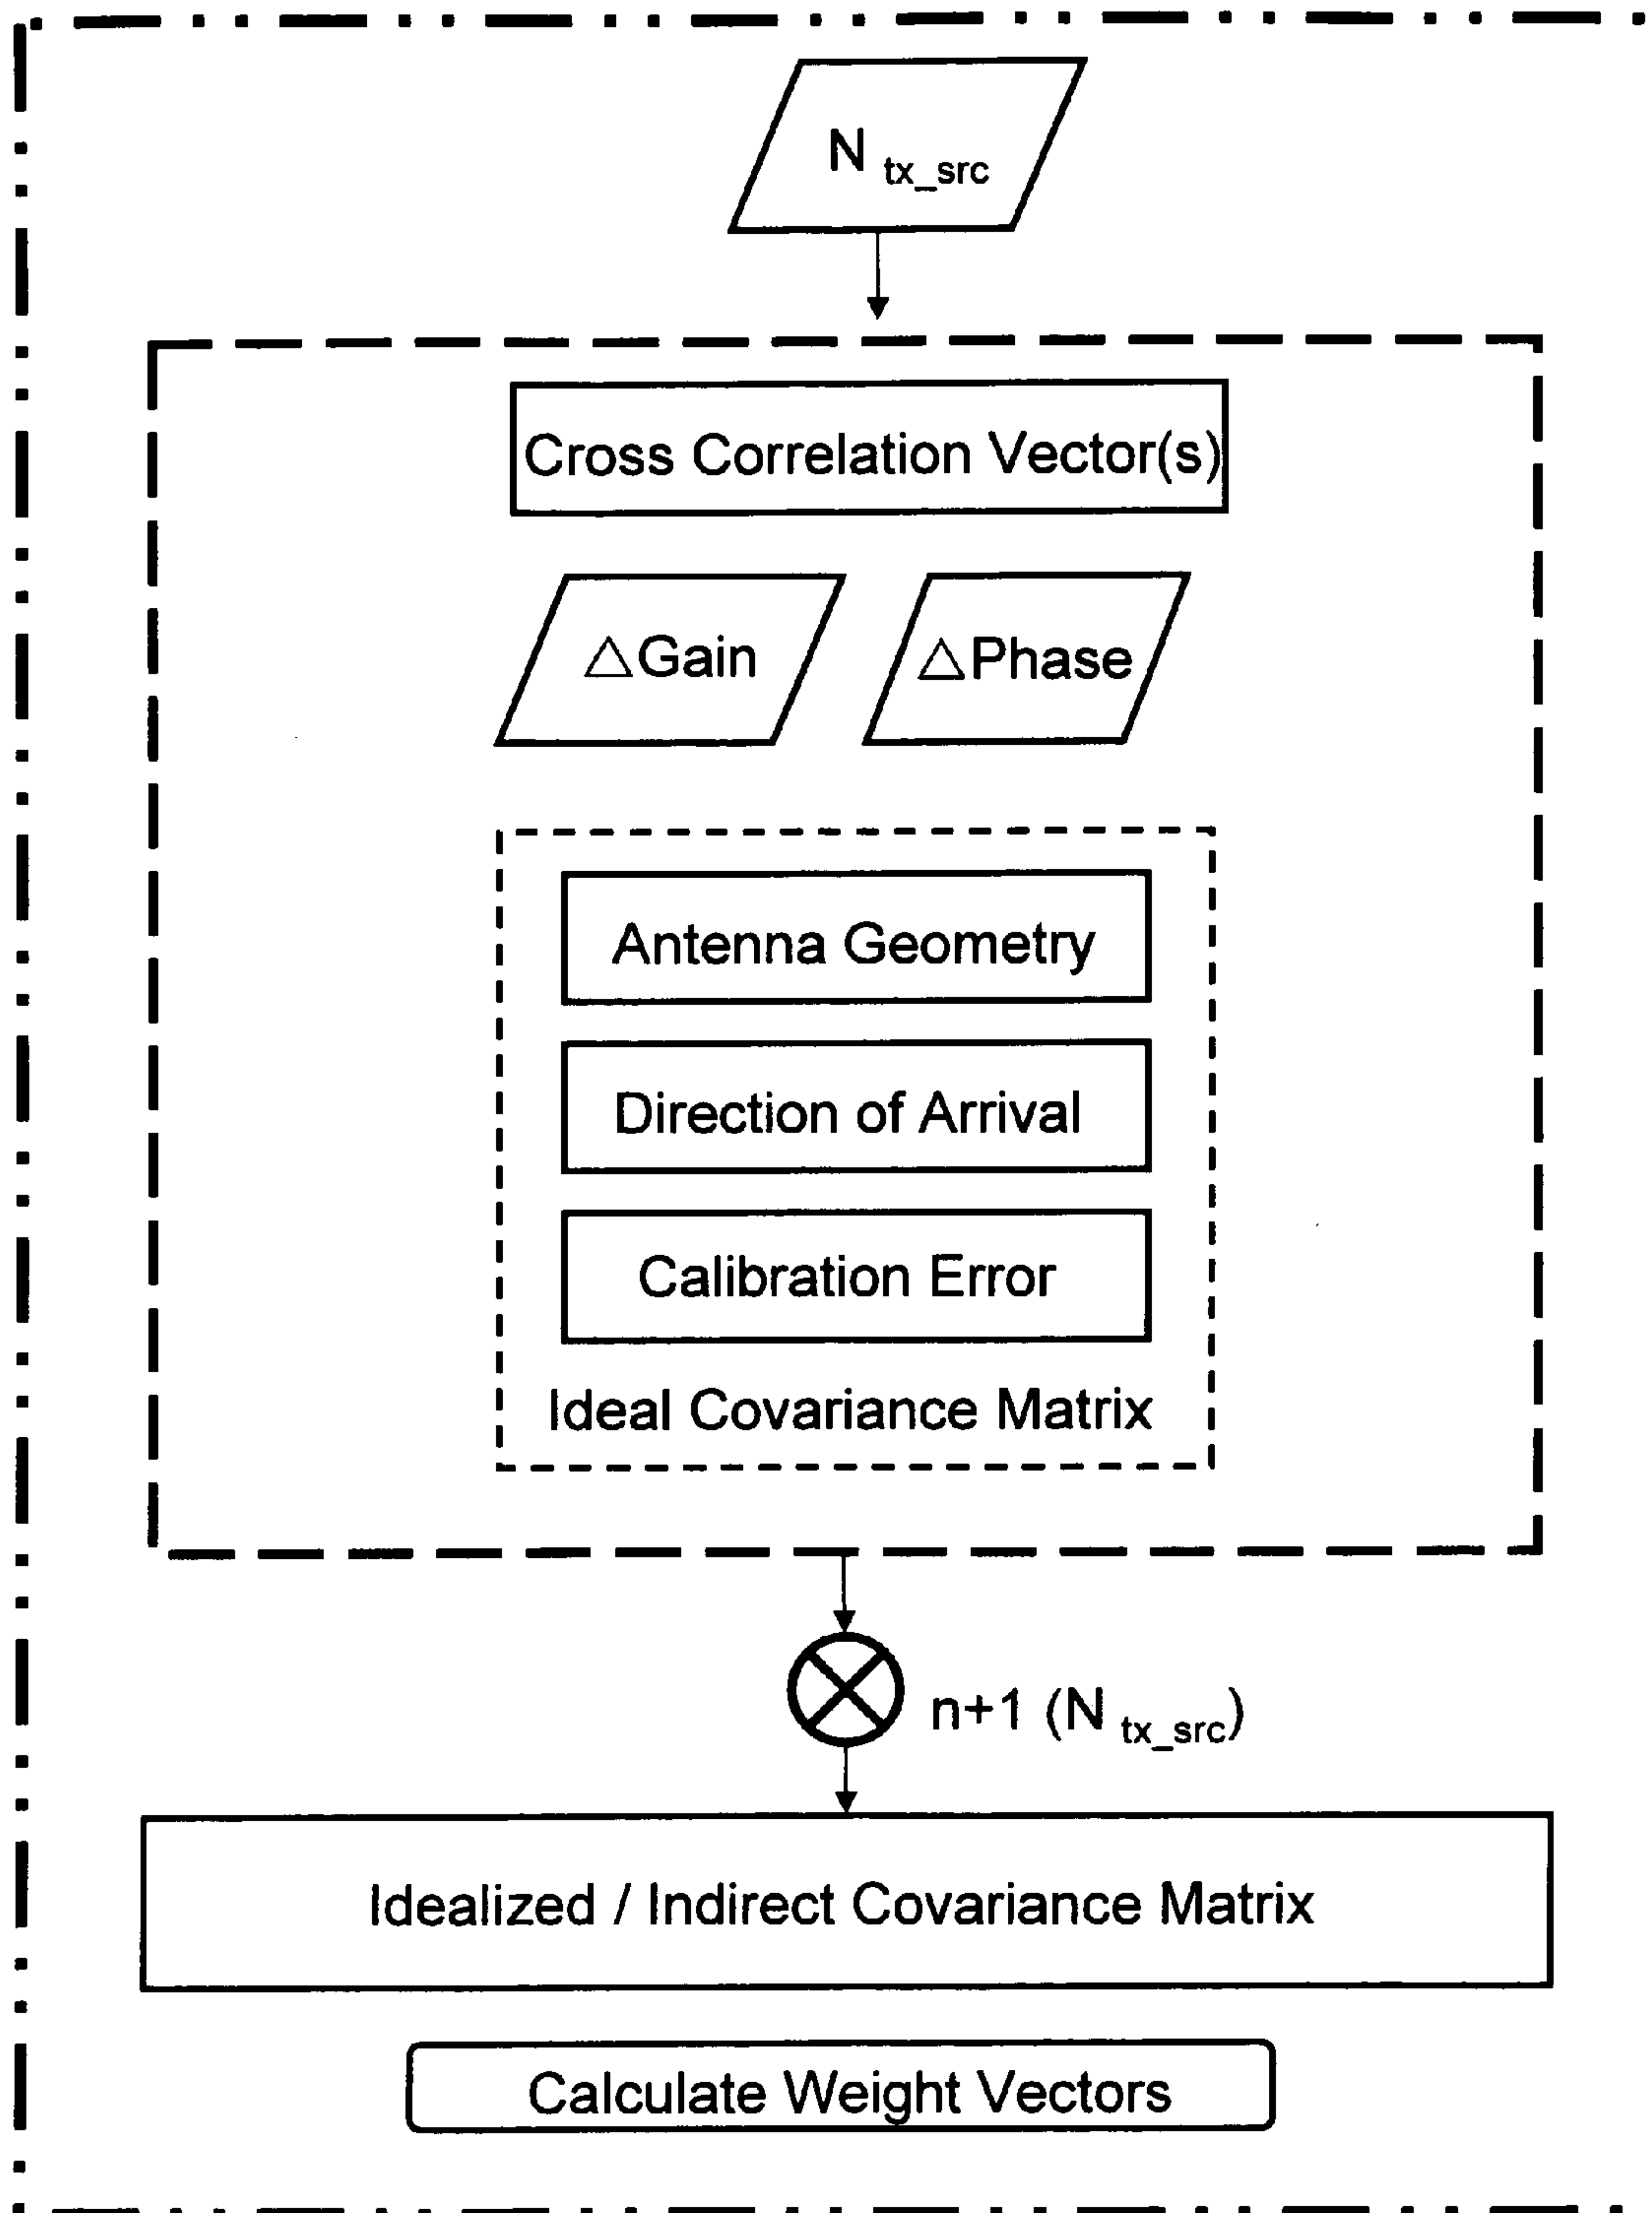 N tx_src
Cross Correlation Vector(s)
△Gain
△Phase
Antenna Geometry
Direction of Arrival
Calibration Error
Ideal Covariance Matrix
n+1 (N tx_src)
Idealized / Indirect Covariance Matrix
Calculate Weight Vectors